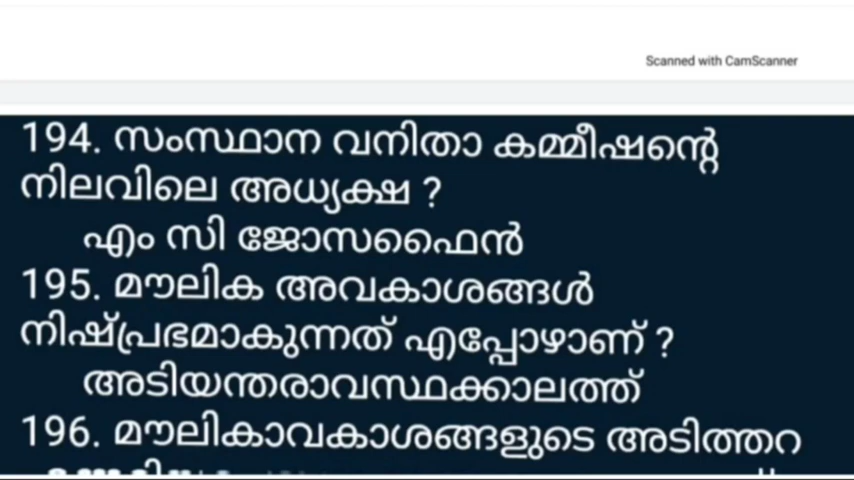 Scanned with CamScanner
194. സംസ്ഥാന വനിതാ കമ്മീഷന്റെ
നിലവിലെ അധ്യക്ഷ ?
എം സി ജോസഫൈൻ
195. മൗലിക അവകാശങ്ങൾ
നിഷ്പ്രഭമാകുന്നത് എപ്പോഴാണ് ?
അടിയന്തരാവസ്ഥക്കാലത്ത്
196. മൗലികാവകാശങ്ങളുടെ അടിത്തറ